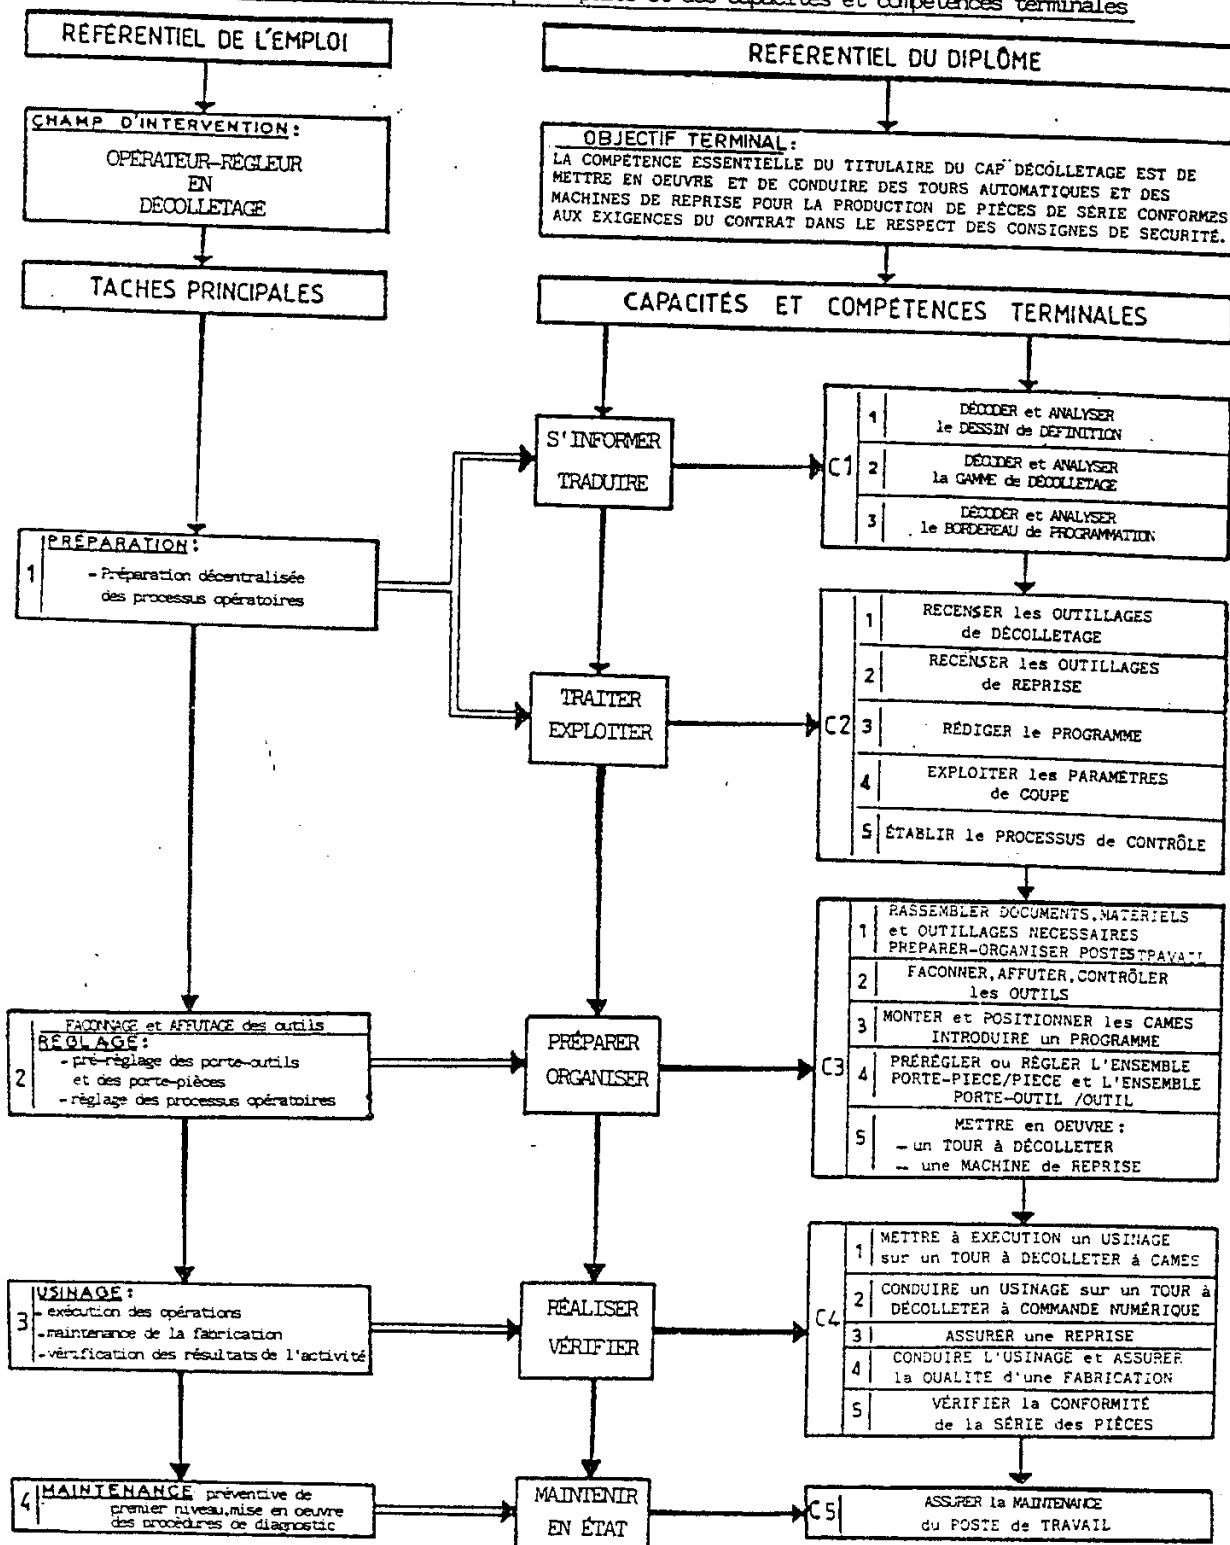 et des capacités et compétences terminales
RÉFÉRENTIEL DE L'EMPLOI
CHAMP D'INTERVENTION:
OPÉRATEUR-RÉGLEUR
EN
DÉCOLLETAGE
TACHES PRINCIPALES
1
PRÉPARATION:
- Préparation décentralisée
des processus opératoires
2
FAÇONNAGE et AFFUTAGE des outils
RÉGLAGE:
- pré-réglage des porte-outils
et des porte-pièces
- réglage des processus opératoires
3
USINAGE:
- exécution des opérations
- maintenance de la fabrication
- vérification des résultats de l'activité
4
MAINTENANCE préventive de
premier niveau, mise en oeuvre
des procédures de diagnostic
RÉFÉRENTIEL DU DIPLÔME
OBJECTIF TERMINAL:
LA COMPÉTENCE ESSENTIELLE DU TITULAIRE DU CAP DÉCOLLETAGE EST DE
METTRE EN OEUVRE ET DE CONDUIRE DES TOURS AUTOMATIQUES ET DES
MACHINES DE REPRISE POUR LA PRODUCTION DE PIÈCES DE SÉRIE CONFORMES
AUX EXIGENCES DU CONTRAT DANS LE RESPECT DES CONSIGNES DE SECURITÉ.
CAPACITÉS ET COMPÉTENCES TERMINALES
S'INFORMER
TRADUIRE
TRAITER
EXPLOITER
PRÉPARER
ORGANISER
RÉALISER
VÉRIFIER
MAINTENIR
EN ÉTAT
C1
1
DÉCODER et ANALYSER
le DESSIN de DÉFINITION
2
DÉCODER et ANALYSER
la GAMME de DÉCOLLETAGE
3
DÉCODER et ANALYSER
le BORDEREAU de PROGRAMMATION
C2
1
RECENSER les OUTILLAGES
de DÉCOLLETAGE
2
RECENSER les OUTILLAGES
de REPRISE
3
RÉDIGER le PROGRAMME
4
EXPLOITER les PARAMÈTRES
de COUPE
5
ÉTABLIR le PROCESSUS de CONTRÔLE
C3
1
RASSEMBLER DOCUMENTS, MATÉRIELS
et OUTILLAGES NECESSAIRES
PREPARER-ORGANISER POSTES TRAVAIL
2
FACONNER, AFFUTER, CONTRÔLER
les OUTILS
3
MONTER et POSITIONNER les CAMES
INTRODUIRE un PROGRAMME
4
PRÉRÉGLER ou RÉGLER L'ENSEMBLE
PORTE-PIECE/PIECE et L'ENSEMBLE
PORTE-OUTIL /OUTIL
5
METTRE en OEUVRE:
- un TOUR à DÉCOLLETER
- une MACHINE de REPRISE
C4
1
METTRE à EXECUTION un USINAGE
sur un TOUR à DECOLLETER à CAMES
2
CONDUIRE un USINAGE sur un TOUR à
DÉCOLLETER à COMMANDE NUMÉRIQUE
3
ASSURER une REPRISE
4
CONDUIRE L'USINAGE et ASSURER
la QUALITE d'une FABRICATION
5
VÉRIFIER la CONFORMITÉ
de la SÉRIE des PIÈCES
C5
ASSURER la MAINTENANCE
du POSTE de TRAVAIL